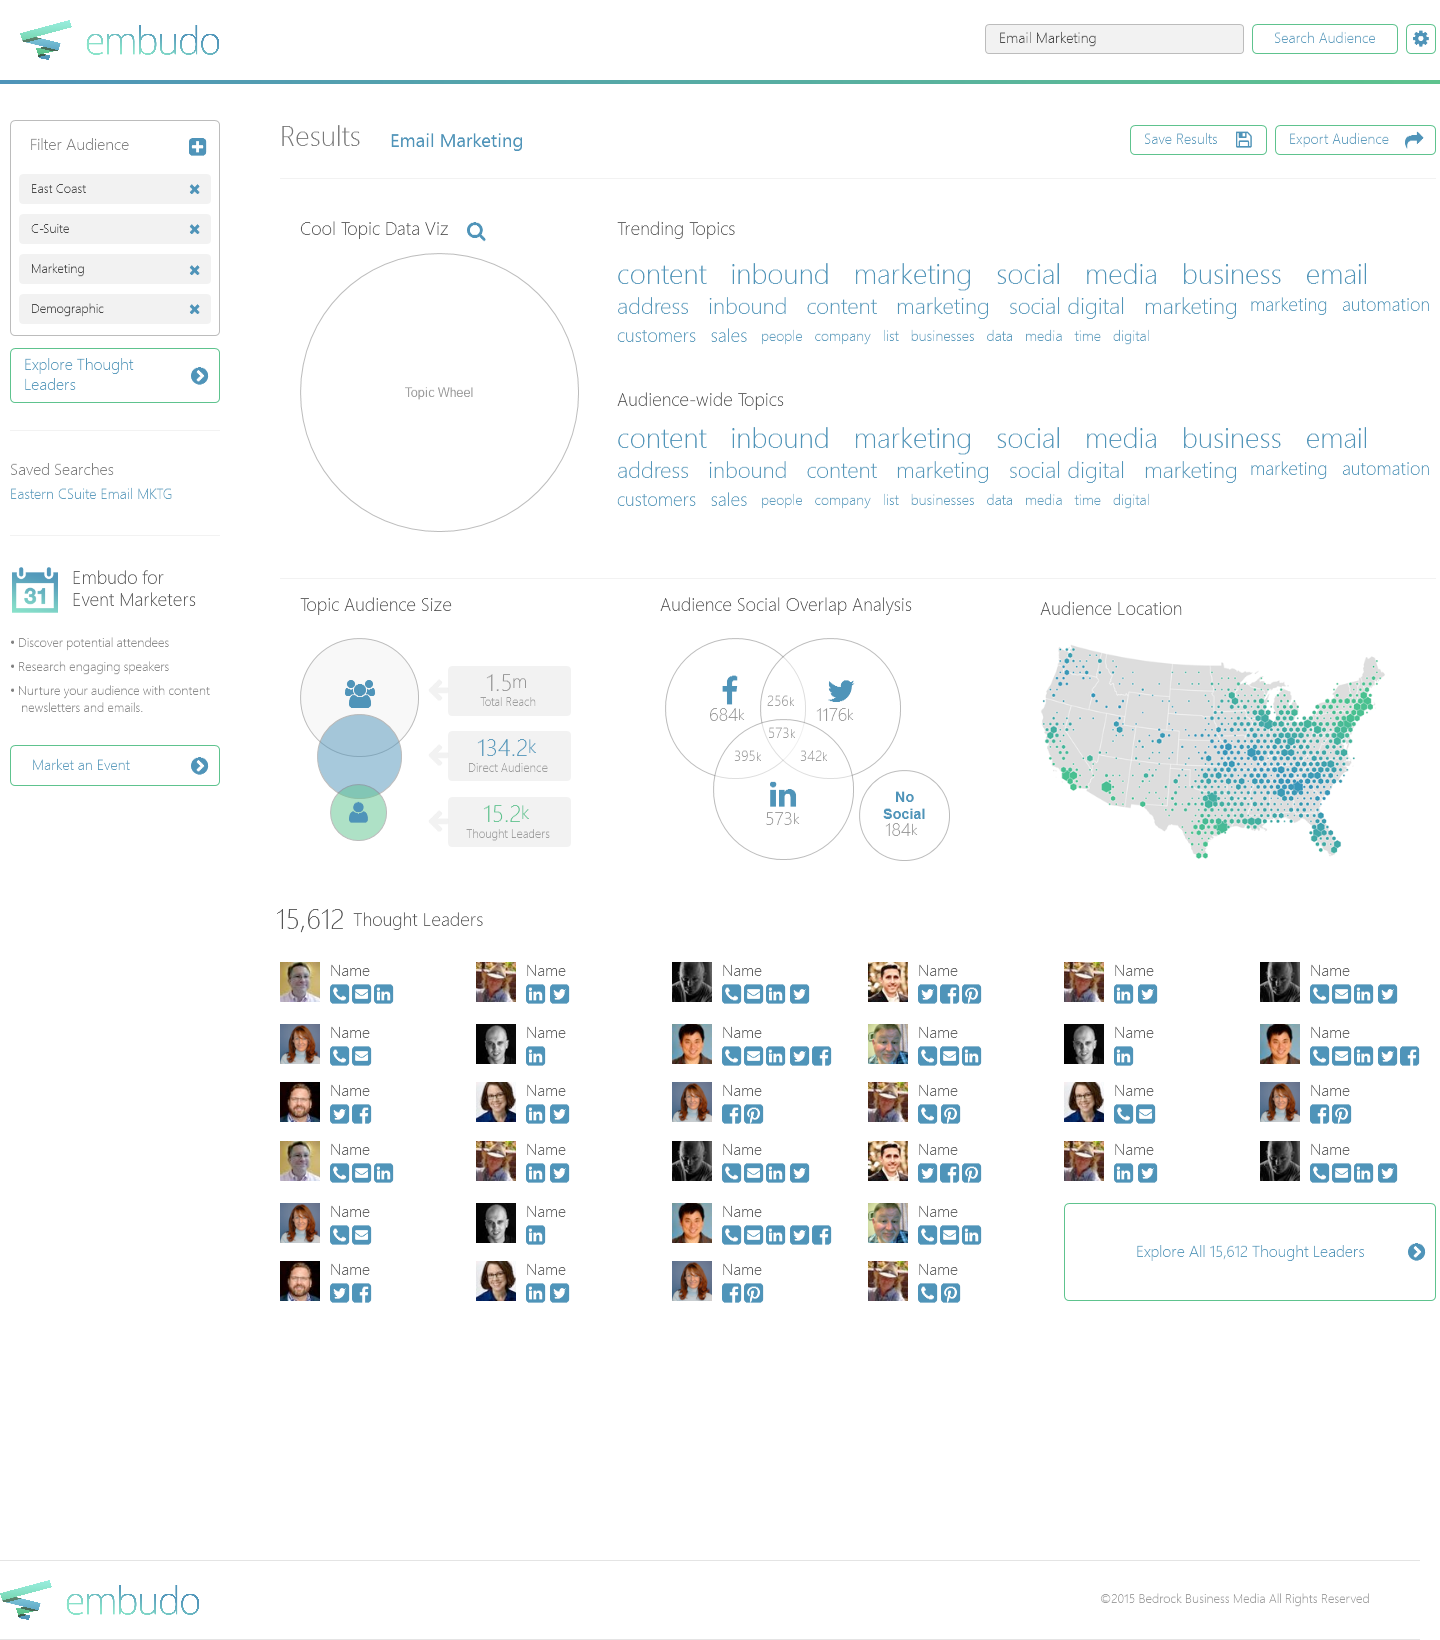 embudo
Email Marketing
Search Audience
Filter Audience
East Coast
C-Suite
Marketing
Demographic
Explore Thought
Leaders
Saved Searches
Eastern CSuite Email MKTG
31
Embudo for
Event Marketers
• Discover potential attendees
• Research engaging speakers
• Nurture your audience with content
newsletters and emails.
Market an Event
Results Email Marketing
Save Results
Export Audience
Cool Topic Data Viz
Topic Wheel
Trending Topics
content inbound marketing social media business email
address inbound content marketing social digital marketing marketing automation
customers sales people company list businesses data media time digital
Audience-wide Topics
content inbound marketing social media business email
address inbound content marketing social digital marketing marketing automation
customers sales people company list businesses data media time digital
Topic Audience Size
1.5m
Total Reach
134.2k
Direct Audience
15.2k
Thought Leaders
Audience Social Overlap Analysis
684k
256k
1176k
573k
395k
342k
573k
No
Social
184k
Audience Location
15,612 Thought Leaders
Name Name Name Name Name Name
Name Name Name Name Name Name
Name Name Name Name Name Name
Name Name Name Name Name Name
Name Name Name Name
Explore All 15,612 Thought Leaders
Name Name Name Name
embudo
©2015 Bedrock Business Media All Rights Reserved